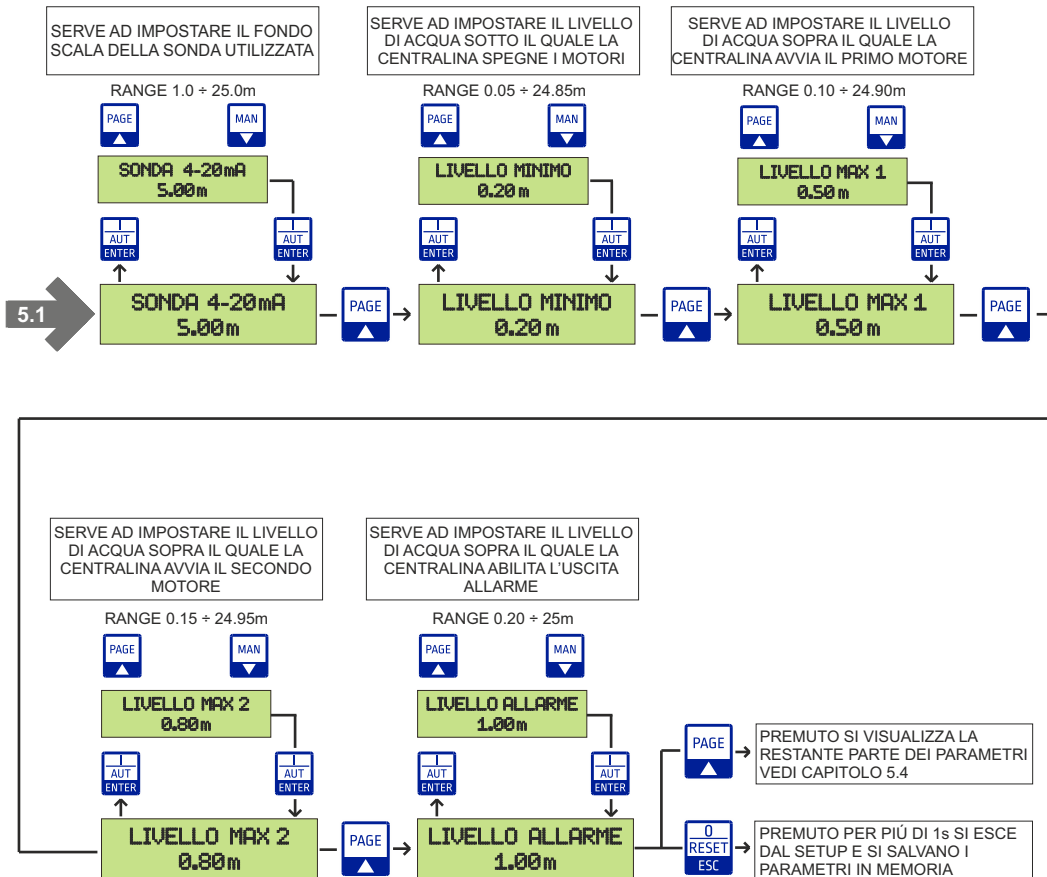 SERVE AD IMPOSTARE IL FONDO
SCALA DELLA SONDA UTILIZZATA
RANGE 1.0 ÷ 25.0m
PAGE
MAN
SONDA 4-20mA
5.00 m
I
AUT
ENTER
I
AUT
ENTER
5.1
SONDA 4-20mA
5.00 m
PAGE
SERVE AD IMPOSTARE IL LIVELLO
DI ACQUA SOTTO IL QUALE LA
CENTRALINA SPEGNE I MOTORI
RANGE 0.05 ÷ 24.85m
PAGE
MAN
LIVELLO MINIMO
0.20 m
I
AUT
ENTER
I
AUT
ENTER
LIVELLO MINIMO
0.20 m
PAGE
SERVE AD IMPOSTARE IL LIVELLO
DI ACQUA SOPRA IL QUALE LA
CENTRALINA AVVIA IL PRIMO MOTORE
RANGE 0.10 ÷ 24.90m
PAGE
MAN
LIVELLO MAX 1
0.50 m
I
AUT
ENTER
I
AUT
ENTER
LIVELLO MAX 1
0.50 m
PAGE
SERVE AD IMPOSTARE IL LIVELLO
DI ACQUA SOPRA IL QUALE LA
CENTRALINA AVVIA IL SECONDO
MOTORE
RANGE 0.15 ÷ 24.95m
PAGE
MAN
LIVELLO MAX 2
0.80 m
I
AUT
ENTER
I
AUT
ENTER
LIVELLO MAX 2
0.80 m
PAGE
SERVE AD IMPOSTARE IL LIVELLO
DI ACQUA SOPRA IL QUALE LA
CENTRALINA ABILITA L'USCITA
ALLARME
RANGE 0.20 ÷ 25m
PAGE
MAN
LIVELLO ALLARME
1.00 m
I
AUT
ENTER
I
AUT
ENTER
LIVELLO ALLARME
1.00 m
PAGE
PREMUTO SI VISUALIZZA LA
RESTANTE PARTE DEI PARAMETRI
VEDI CAPITOLO 5.4
0
RESET
ESC
PREMUTO PER PIÚ DI 1s SI ESCE
DAL SETUP E SI SALVANO I
PARAMETRI IN MEMORIA